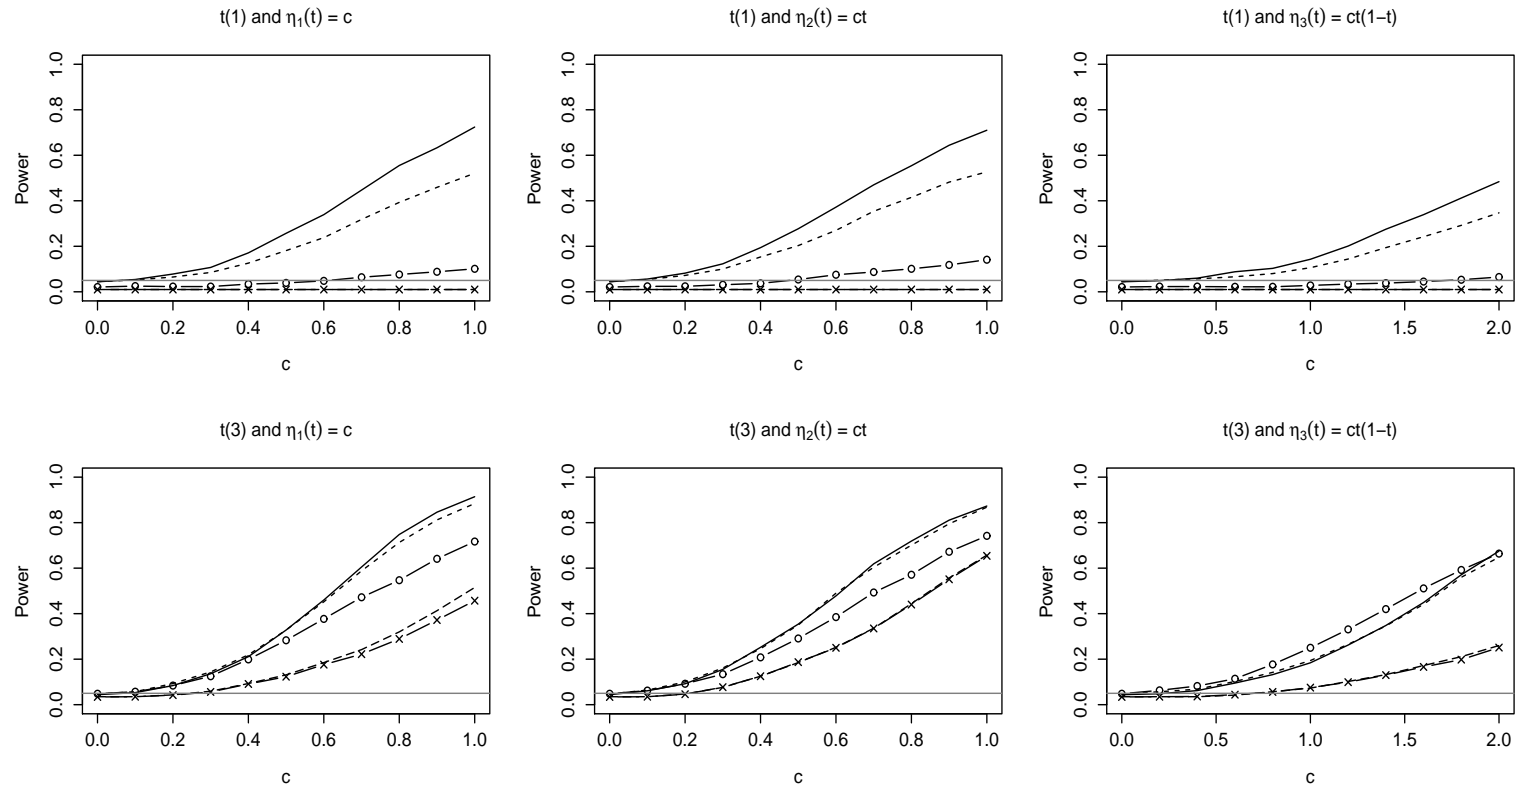 t(1) and η₁(t) = c
t(1) and η₂(t) = ct
t(1) and η₃(t) = ct(1−t)
Power
0.0 0.2 0.4 0.6 0.8 1.0
0.0 0.2 0.4 0.6 0.8 1.0
c
Power
0.0 0.2 0.4 0.6 0.8 1.0
0.0 0.2 0.4 0.6 0.8 1.0
c
Power
0.0 0.2 0.4 0.6 0.8 1.0
0.0 0.5 1.0 1.5 2.0
c
t(3) and η₁(t) = c
t(3) and η₂(t) = ct
t(3) and η₃(t) = ct(1−t)
Power
0.0 0.2 0.4 0.6 0.8 1.0
0.0 0.2 0.4 0.6 0.8 1.0
c
Power
0.0 0.2 0.4 0.6 0.8 1.0
0.0 0.2 0.4 0.6 0.8 1.0
c
Power
0.0 0.2 0.4 0.6 0.8 1.0
0.0 0.5 1.0 1.5 2.0
c